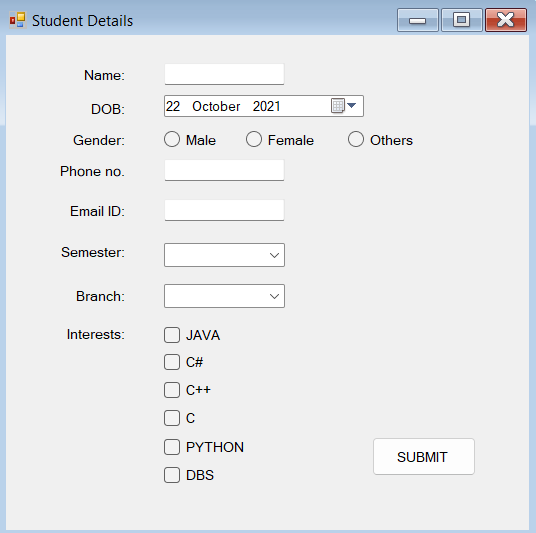 Student Details
Name:
DOB: 22 October 2021
Gender: Male Female Others
Phone no.
Email ID:
Semester:
Branch:
Interests: JAVA
C#
C++
C
PYTHON
DBS
SUBMIT